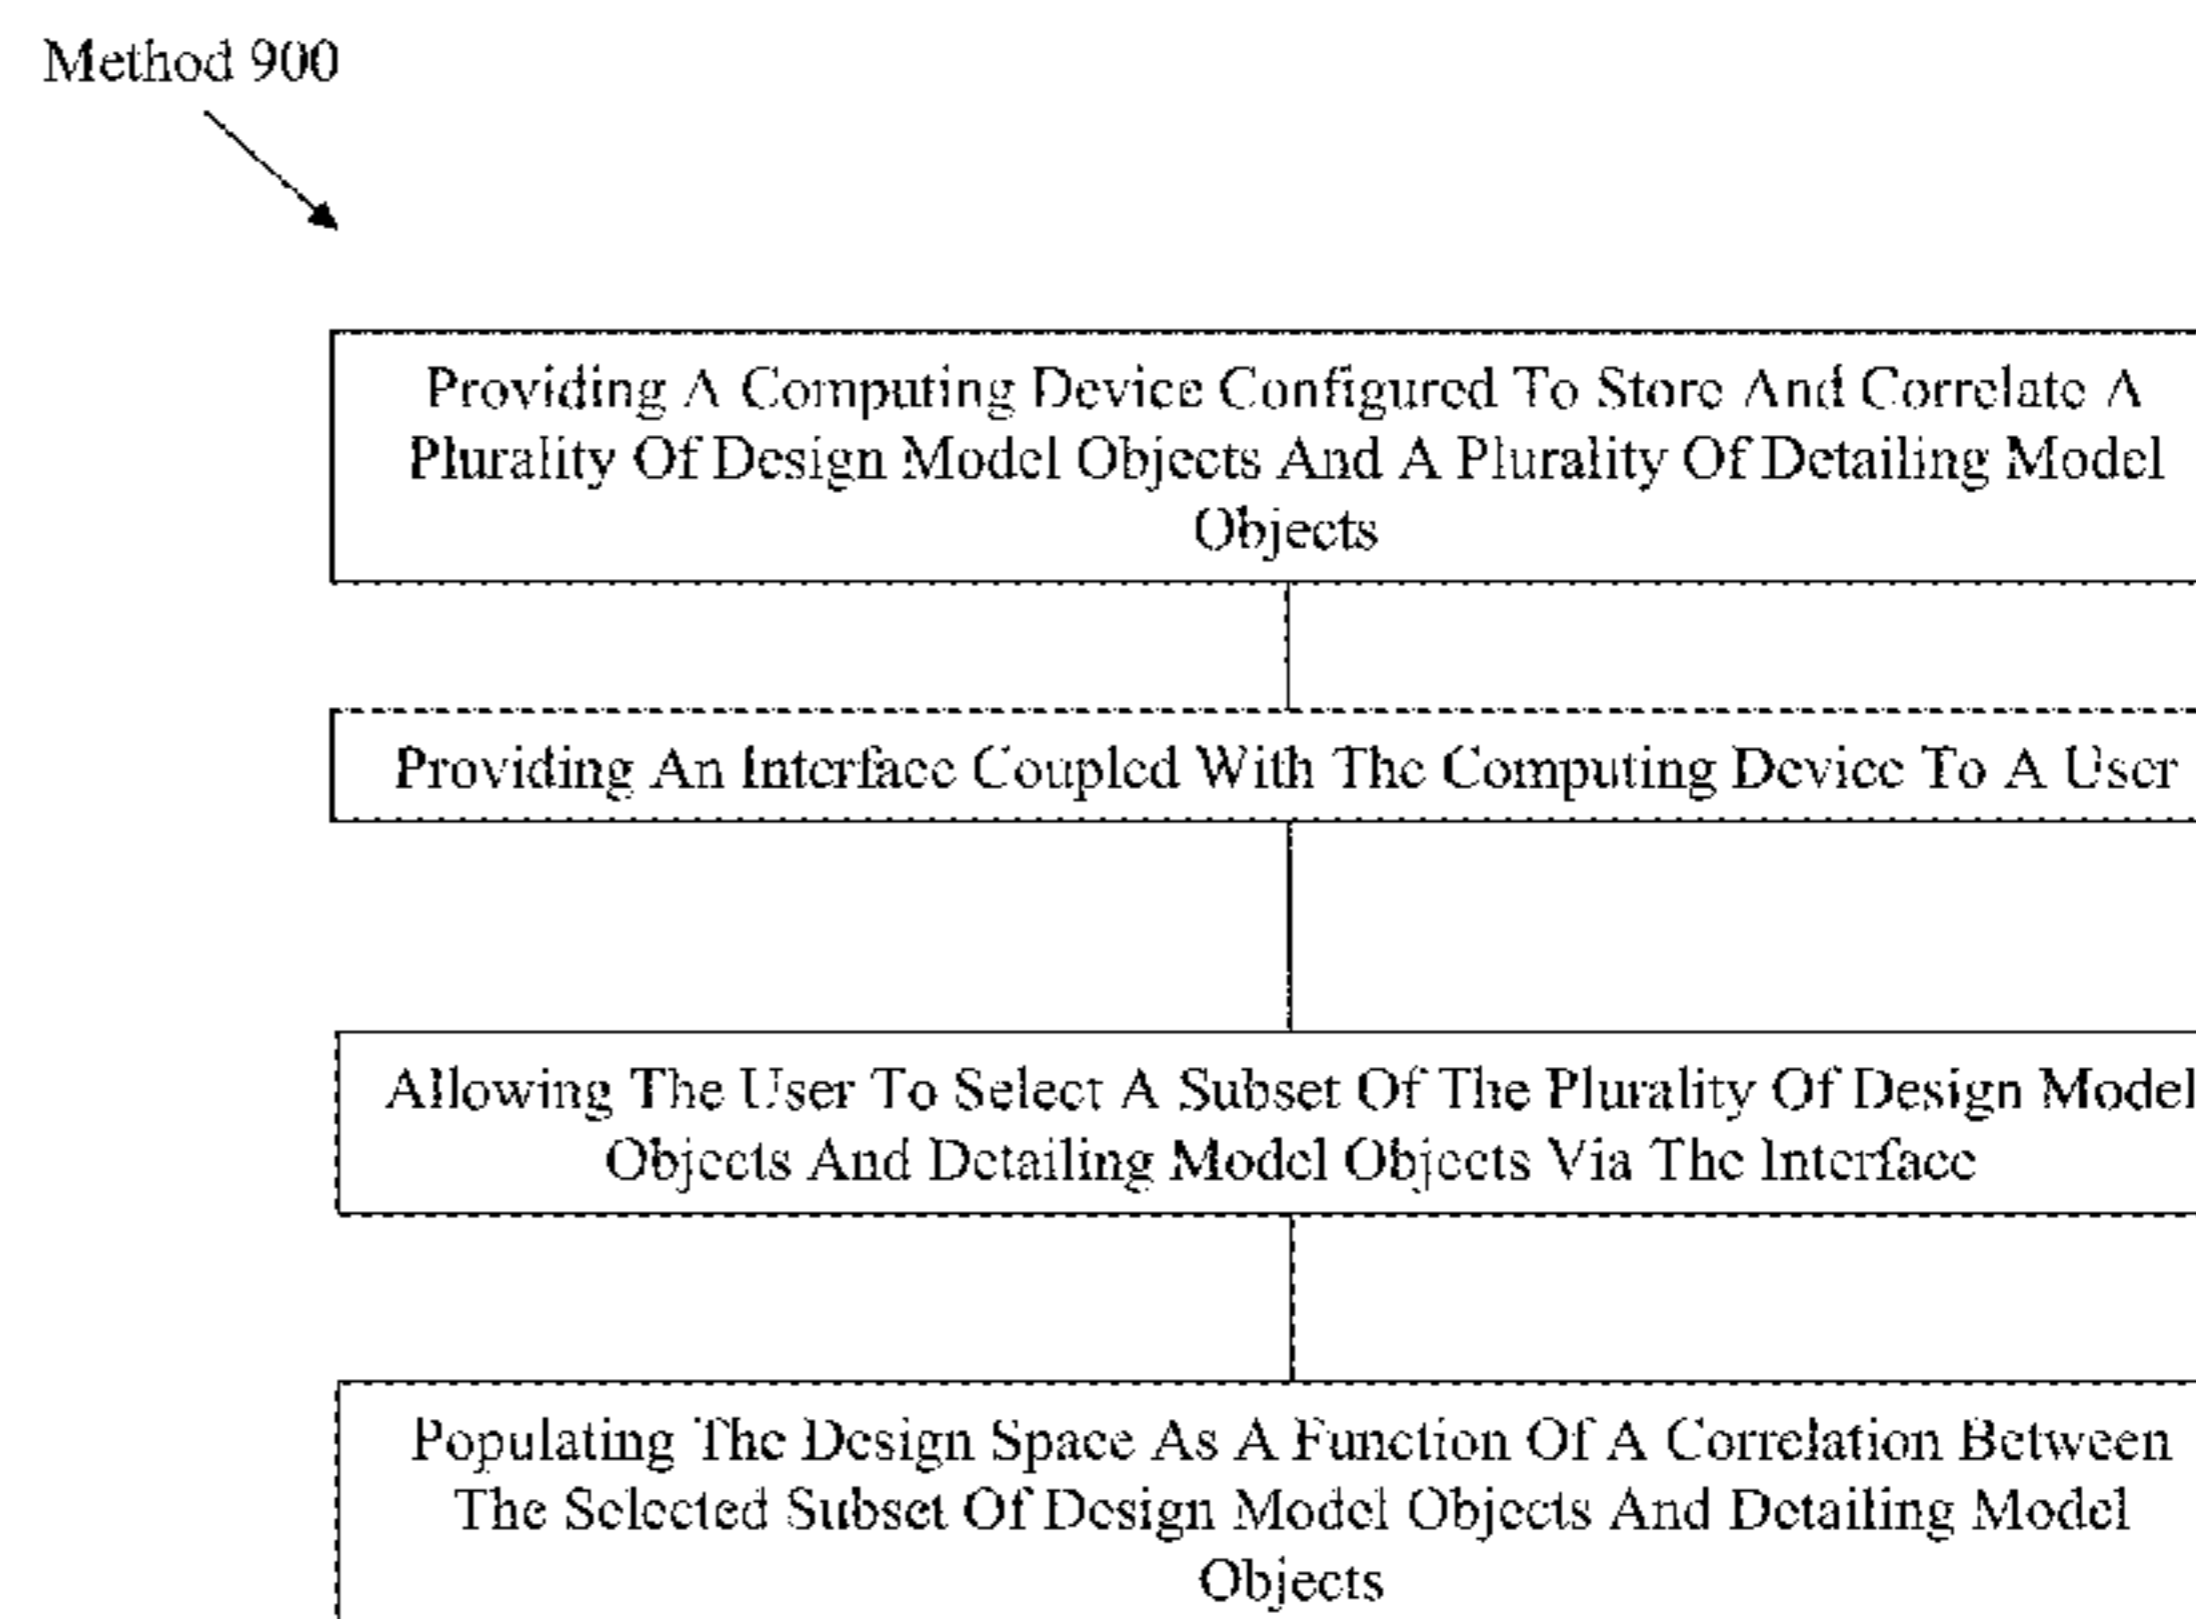 Method 900
Providing A Computing Device Configured To Store And Correlate A
Plurality Of Design Model Objects And A Plurality Of Detailing Model
Objects
Providing An Interface Coupled With The Computing Device To A User
Allowing The User To Select A Subset Of The Plurality Of Design Model
Objects And Detailing Model Objects Via The Interface
Populating The Design Space As A Function Of A Correlation Between
The Selected Subset Of Design Model Objects And Detailing Model
Objects